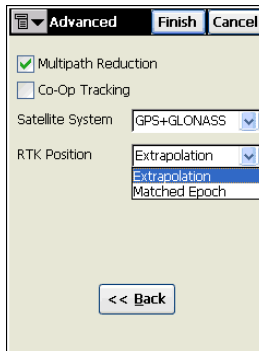 Advanced Finish Cancel
Multipath Reduction
Co-Op Tracking
Satellite System GPS+GLONASS
RTK Position Extrapolation
Extrapolation
Matched Epoch
<< Back